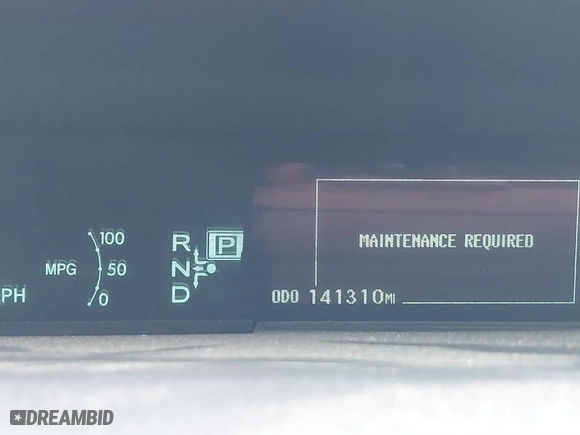 100
R P
MAINTENANCE REQUIRED
MPG 50 N
PH 0 D
ODO 141310MI
DREAMBID